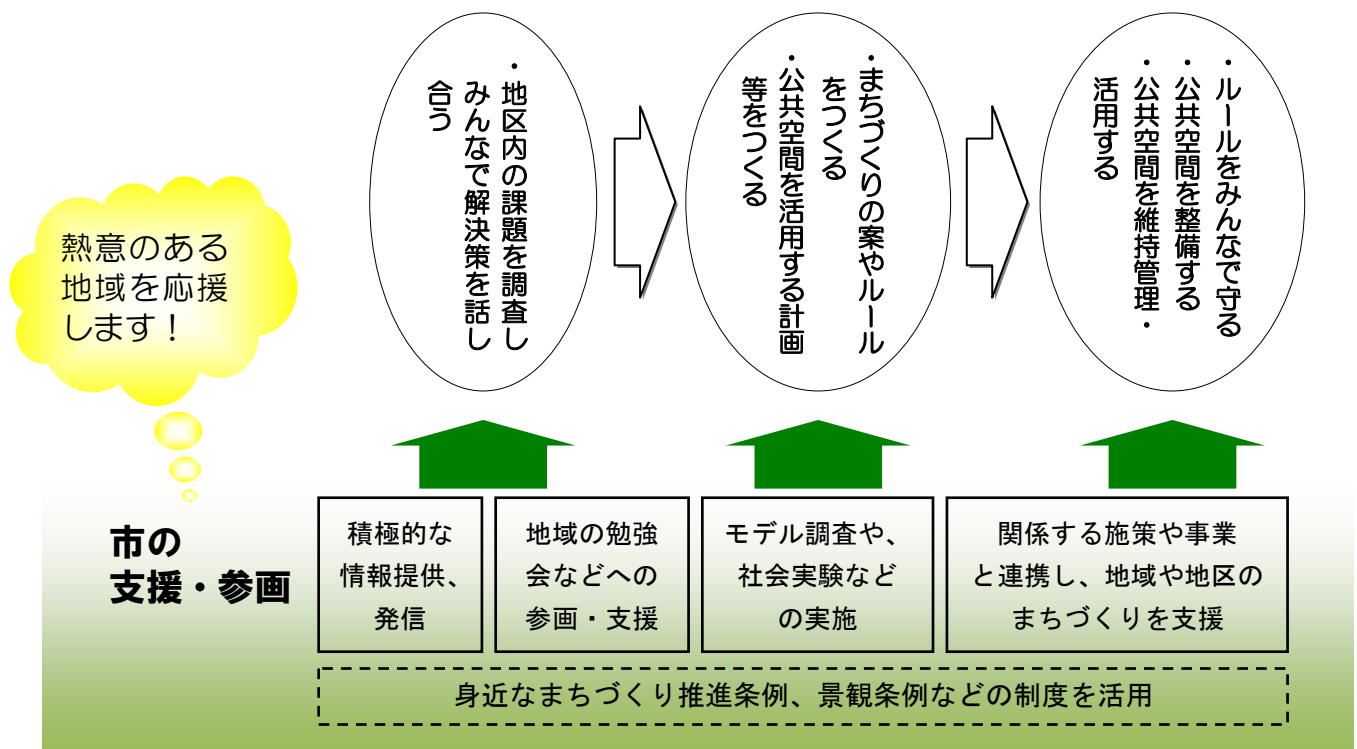 ・地区内の課題を調査し
みんなで解決策を話し
合う
・まちづくりの案やルール
をつくる
・公共空間を活用する計画
等をつくる
・ルールをみんなで守る
・公共空間を整備する
・公共空間を維持管理・
活用する
熱意のある
地域を応援
します！
市の
支援・参画
積極的な
情報提供、
発信
地域の勉強
会などへの
参画・支援
モデル調査や、
社会実験など
の実施
関係する施策や事業
と連携し、地域や地区の
まちづくりを支援
身近なまちづくり推進条例、景観条例などの制度を活用